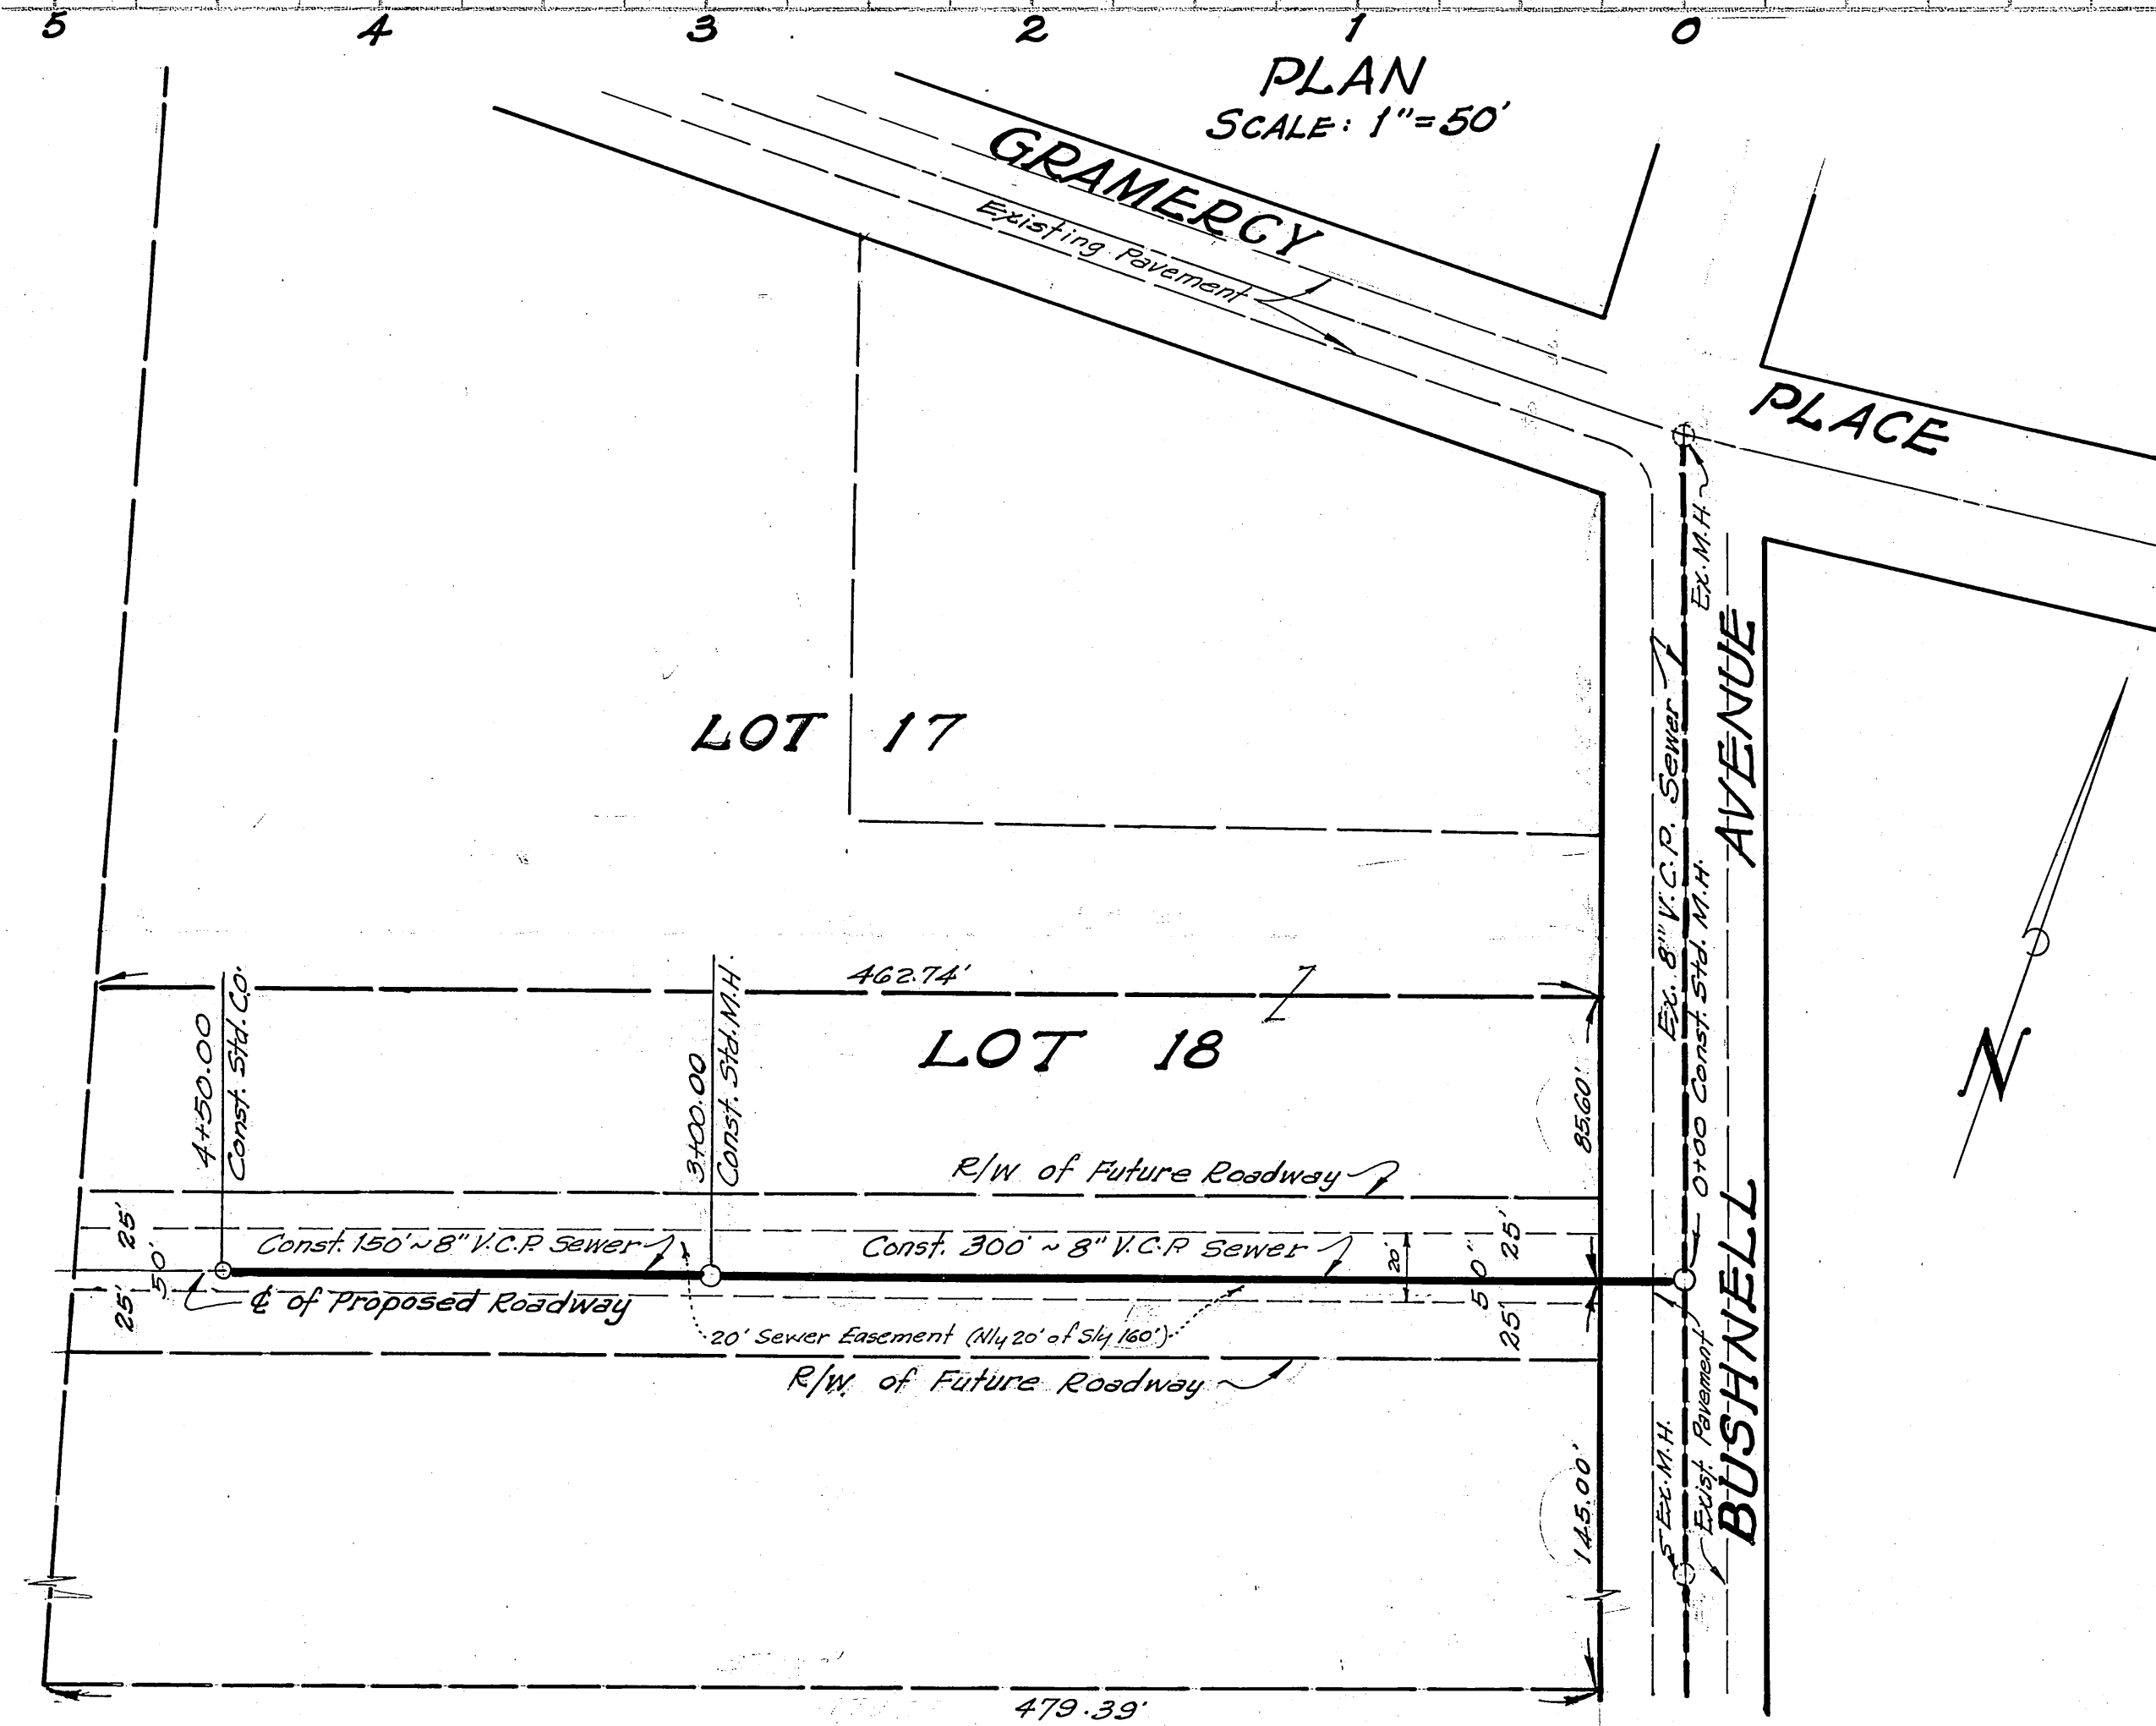 5 4 3 2 1 0
PLAN
SCALE: 1"=50'
GRAMERCY
Existing Pavement
PLACE
Ex. M.H.
AVENUE
Ex. 8" V.C.P. Sewer
LOT 17
0+00 Const. Std. M.H.
462.74'
4+50.00
Const. Std. C.O.
3+00.00
Const. Std. M.H.
LOT 18
85.60'
N
R/W of Future Roadway
25'
50'
25'
Const. 150' ~ 8" V.C.P. Sewer
Const. 300' ~ 8" V.C.P. Sewer
20'
25'
50'
25'
℄ of Proposed Roadway
20' Sewer Easement (Nly 20' of Sly 160')
R/W. of Future Roadway
BUSHNELL
Exist. Pavement
Ex. M.H.
145.00'
479.39'